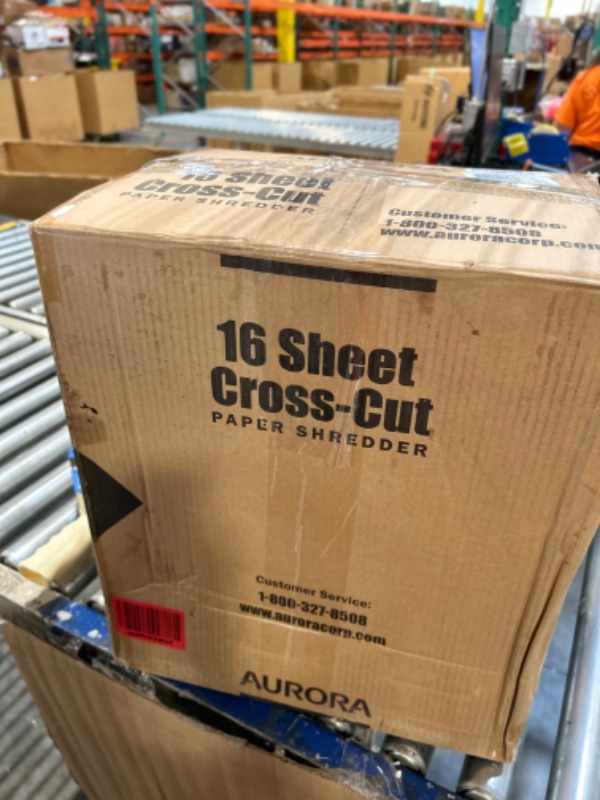 16 Sheet
Cross-Cut
PAPER SHREDDER
Customer Service:
1-800-327-8508
www.auroracorp.com
16 Sheet
Cross-Cut
PAPER SHREDDER
Customer Service:
1-800-327-8508
www.auroracorp.com
AURORA